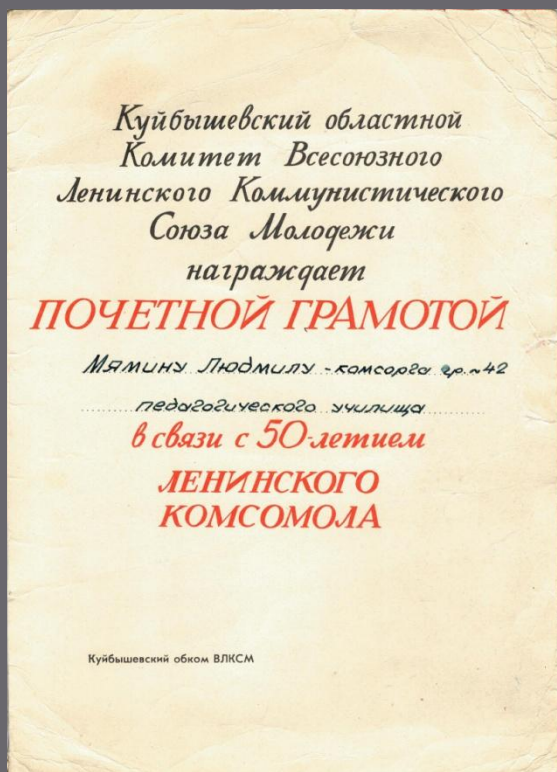 Куйбышевский областной
Комитет Всесоюзного
Ленинского Коммунистического
Союза Молодежи
награждает
ПОЧЕТНОЙ ГРАМОТОЙ
Мямину Людмилу - комсорга гр. № 42
педагогического училища
в связи с 50-летием
ЛЕНИНСКОГО
КОМСОМОЛА
Куйбышевский обком ВЛКСМ